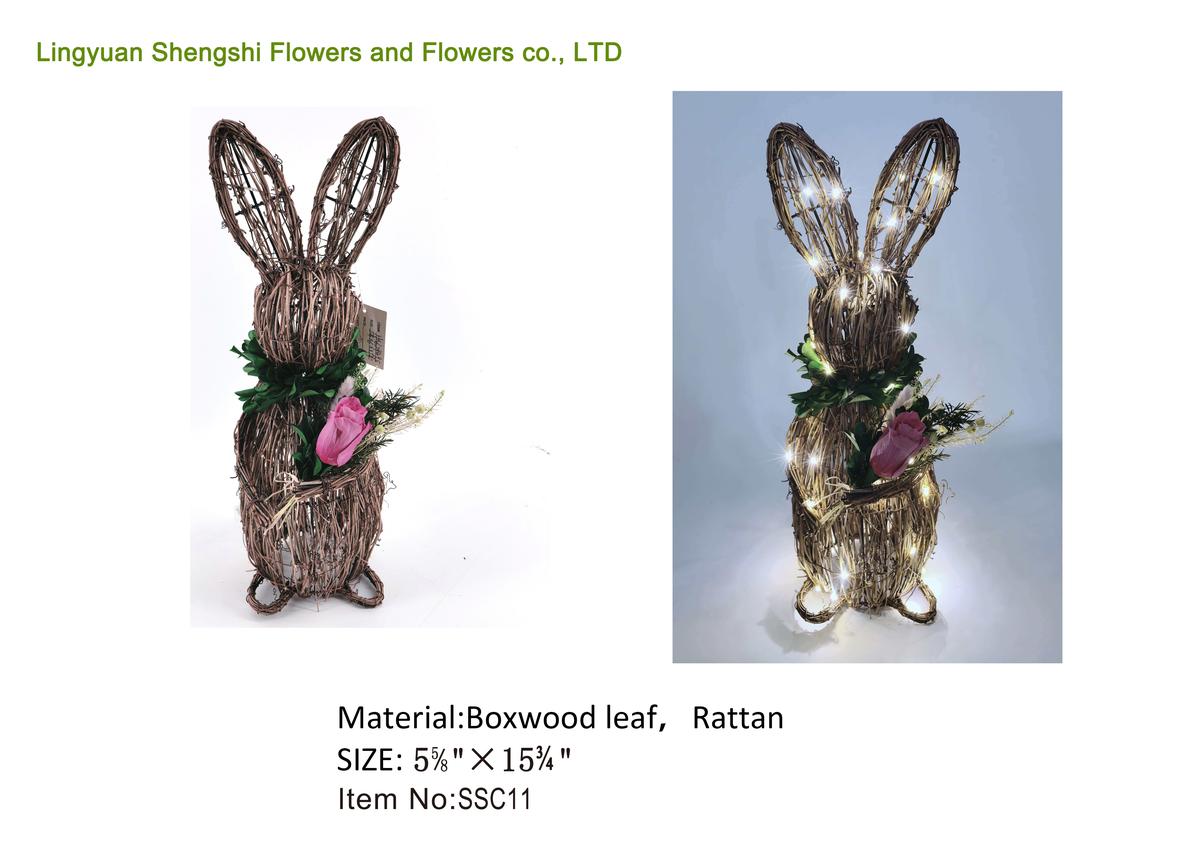 Lingyuan Shengshi Flowers and Flowers co., LTD
Material:Boxwood leaf， Rattan
SIZE: 5⅝"×15¾"
Item No:SSC11